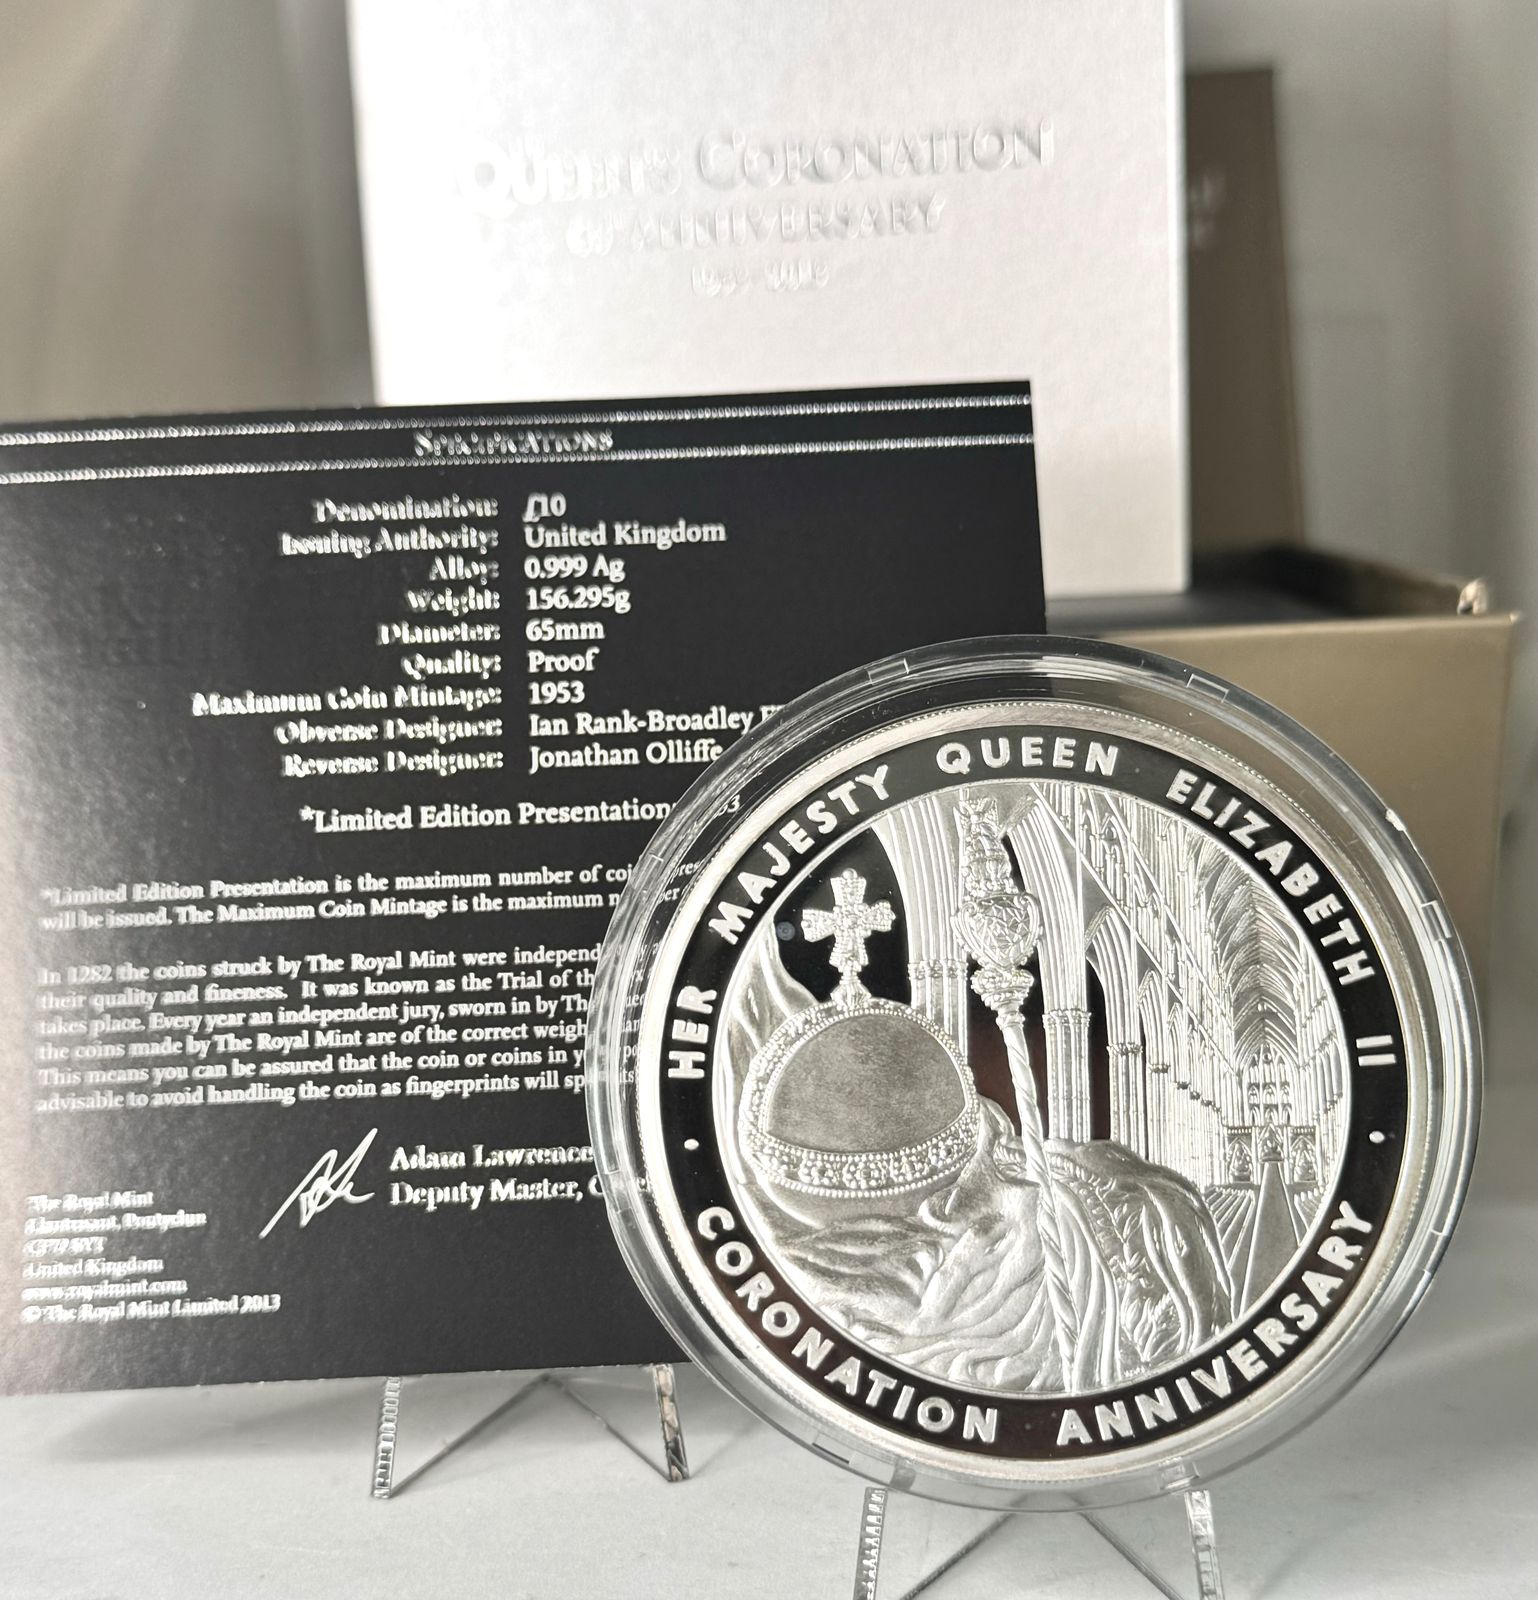 QUEEN'S CORONATION
60TH ANNIVERSARY
SPECIFICATIONS
Denomination: £10
Issuing Authority: United Kingdom
Alloy: 0.999 Ag
Weight: 156.295g
Diameter: 65mm
Quality: Proof
Maximum Coin Mintage: 1953
Obverse Designer: Ian Rank-Broadley
Reverse Designer: Jonathan Olliffe
*Limited Edition Presentation:
*Limited Edition Presentation is the maximum number of
will be issued. The Maximum Coin Mintage is the maximum
In 1282 the coins struck by The Royal Mint were
their quality and fineness. It was known as the Trial of
takes place. Every year an independent jury, sworn in by
the coins made by The Royal Mint are of the correct
This means you can be assured that the coin or coins in
advisable to avoid handling the coin as fingerprints will
Adam Lawrence
Deputy Master,
The Royal Mint
Llantrisant, Pontyclun
CF72 8YT
United Kingdom
www.royalmint.com
© The Royal Mint Limited 2013
HER MAJESTY QUEEN ELIZABETH II
CORONATION ANNIVERSARY